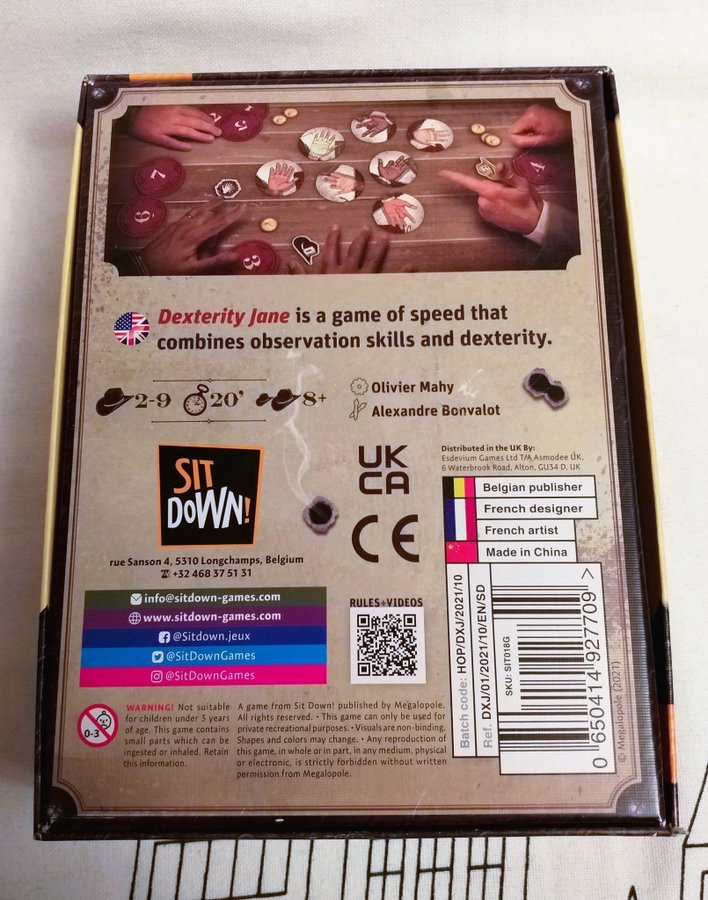 7
6
3
4
5
Dexterity Jane is a game of speed that
combines observation skills and dexterity.
2-9 20' 8+
Olivier Mahy
Alexandre Bonvalot
SIT
DOWN!
rue Sanson 4, 5310 Longchamps, Belgium
+32 468 37 51 31
info@sitdown-games.com
www.sitdown-games.com
@Sitdown.jeux
@SitDownGames
@SitDownGames
UK
CA
CE
RULES+VIDEOS
Distributed in the UK By:
Esdevium Games Ltd T/A Asmodee UK,
6 Waterbrook Road, Alton, GU34 D, UK
Belgian publisher
French designer
French artist
Made in China
Batch code: HOP/DXJ/2021/10
Ref. DXJ/01/2021/10/EN/SD
SKU: SIT018G
0 650414 927709 >
© Megalopole (2021)
0-3
WARNING! Not suitable
for children under 3 years
of age. This game contains
small parts which can be
ingested or inhaled. Retain
this information.
A game from Sit Down! published by Megalopole.
All rights reserved. • This game can only be used for
private recreational purposes. • Visuals are non-binding.
Shapes and colors may change. • Any reproduction of
this game, in whole or in part, in any medium, physical
or electronic, is strictly forbidden without written
permission from Megalopole.